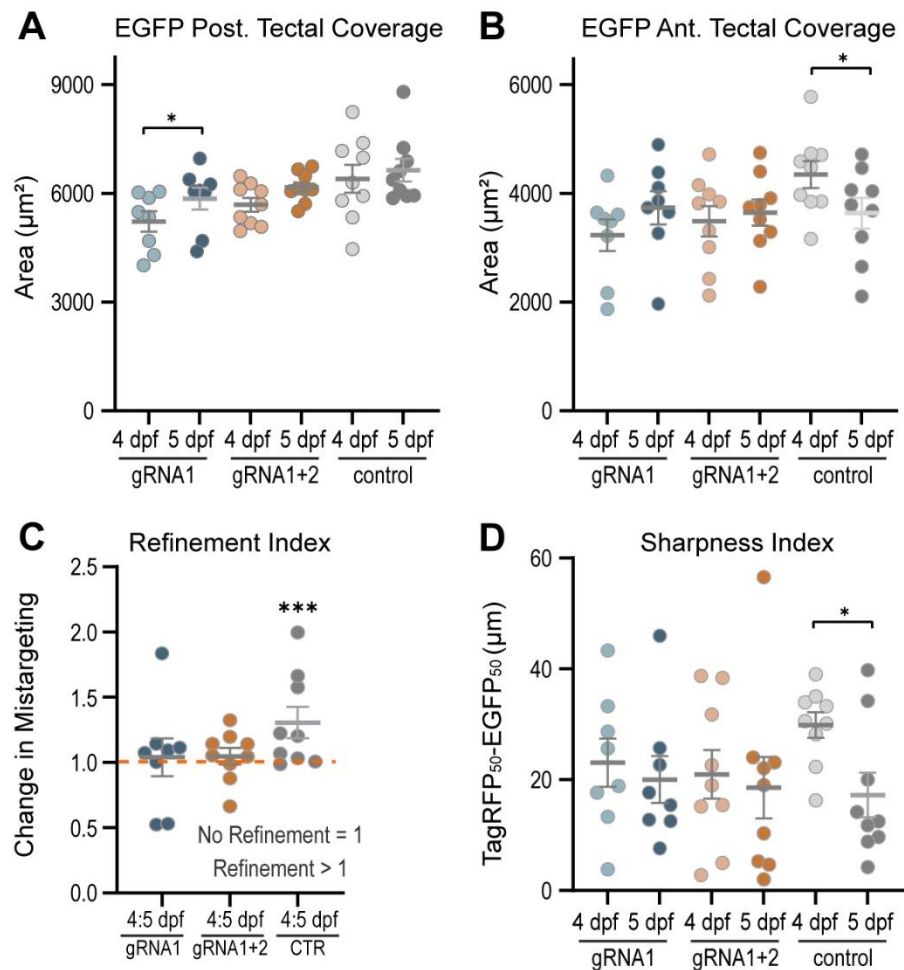 A
EGFP Post. Tectal Coverage
Area (µm²)
9000
6000
3000
0
*
4 dpf 5 dpf 4 dpf 5 dpf 4 dpf 5 dpf
gRNA1 gRNA1+2 control
B
EGFP Ant. Tectal Coverage
Area (µm²)
6000
4000
2000
0
*
4 dpf 5 dpf 4 dpf 5 dpf 4 dpf 5 dpf
gRNA1 gRNA1+2 control
C
Refinement Index
Change in Mistargeting
2.5
2.0
1.5
1.0
0.5
0.0
***
No Refinement = 1
Refinement > 1
4:5 dpf 4:5 dpf 4:5 dpf
gRNA1 gRNA1+2 CTR
D
Sharpness Index
TagRFP₅₀-EGFP₅₀ (µm)
60
40
20
0
*
4 dpf 5 dpf 4 dpf 5 dpf 4 dpf 5 dpf
gRNA1 gRNA1+2 control